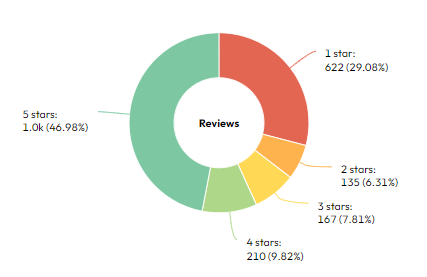 1 star:
622 (29.08%)
5 stars:
1.0k (46.98%)
Reviews
2 stars:
135 (6.31%)
3 stars:
167 (7.81%)
4 stars:
210 (9.82%)